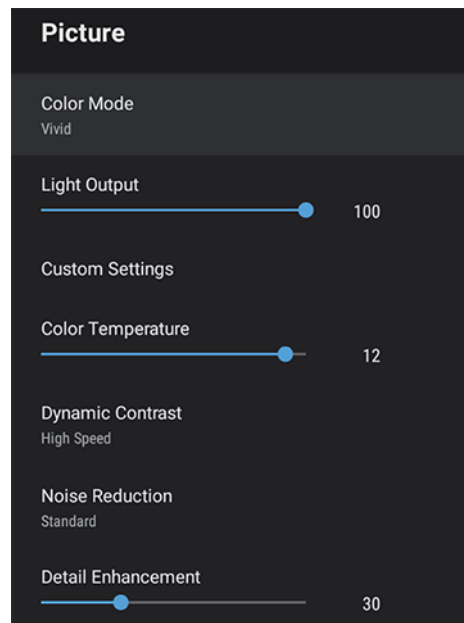 Picture
Color Mode
Vivid
Light Output
100
Custom Settings
Color Temperature
12
Dynamic Contrast
High Speed
Noise Reduction
Standard
Detail Enhancement
30